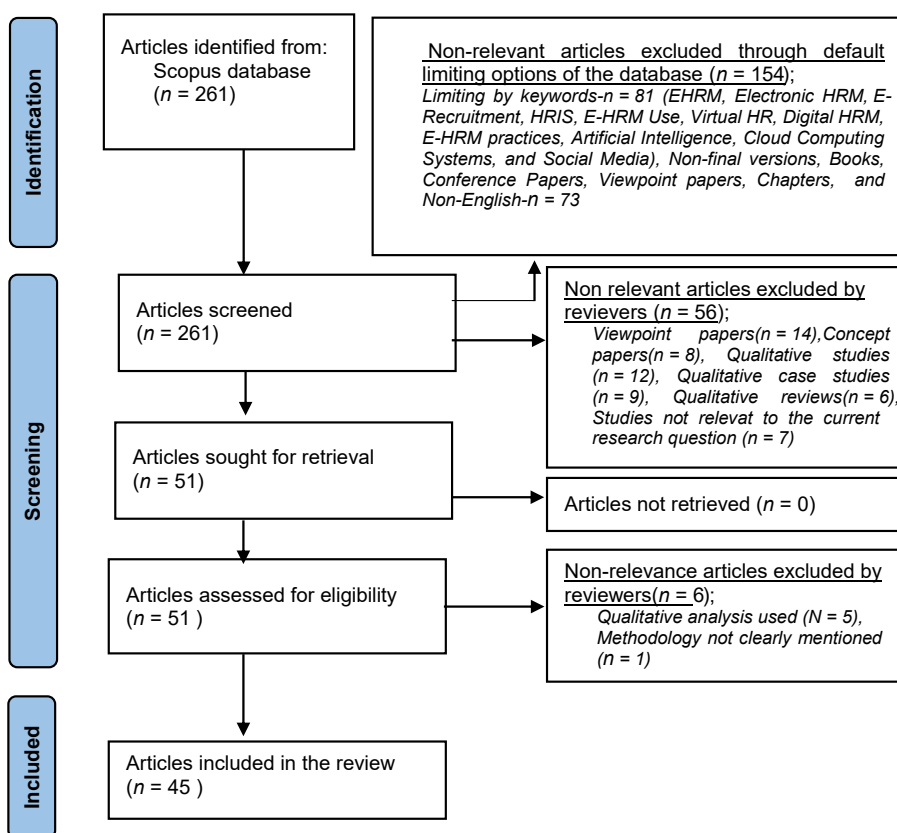 Identification
Articles identified from:
Scopus database
(n = 261)
Non-relevant articles excluded through default
limiting options of the database (n = 154);
Limiting by keywords-n = 81 (EHRM, Electronic HRM, E-
Recruitment, HRIS, E-HRM Use, Virtual HR, Digital HRM,
E-HRM practices, Artificial Intelligence, Cloud Computing
Systems, and Social Media), Non-final versions, Books,
Conference Papers, Viewpoint papers, Chapters, and
Non-English-n = 73
Screening
Articles screened
(n = 261)
Non relevant articles excluded by
revievers (n = 56);
Viewpoint papers(n = 14),Concept
papers(n = 8), Qualitative studies
(n = 12), Qualitative case studies
(n = 9), Qualitative reviews(n = 6),
Studies not relevat to the current
research question (n = 7)
Articles sought for retrieval
(n = 51)
Articles not retrieved (n = 0)
Articles assessed for eligibility
(n = 51 )
Non-relevance articles excluded by
reviewers(n = 6);
Qualitative analysis used (N = 5),
Methodology not clearly mentioned
(n = 1)
Included
Articles included in the review
(n = 45 )